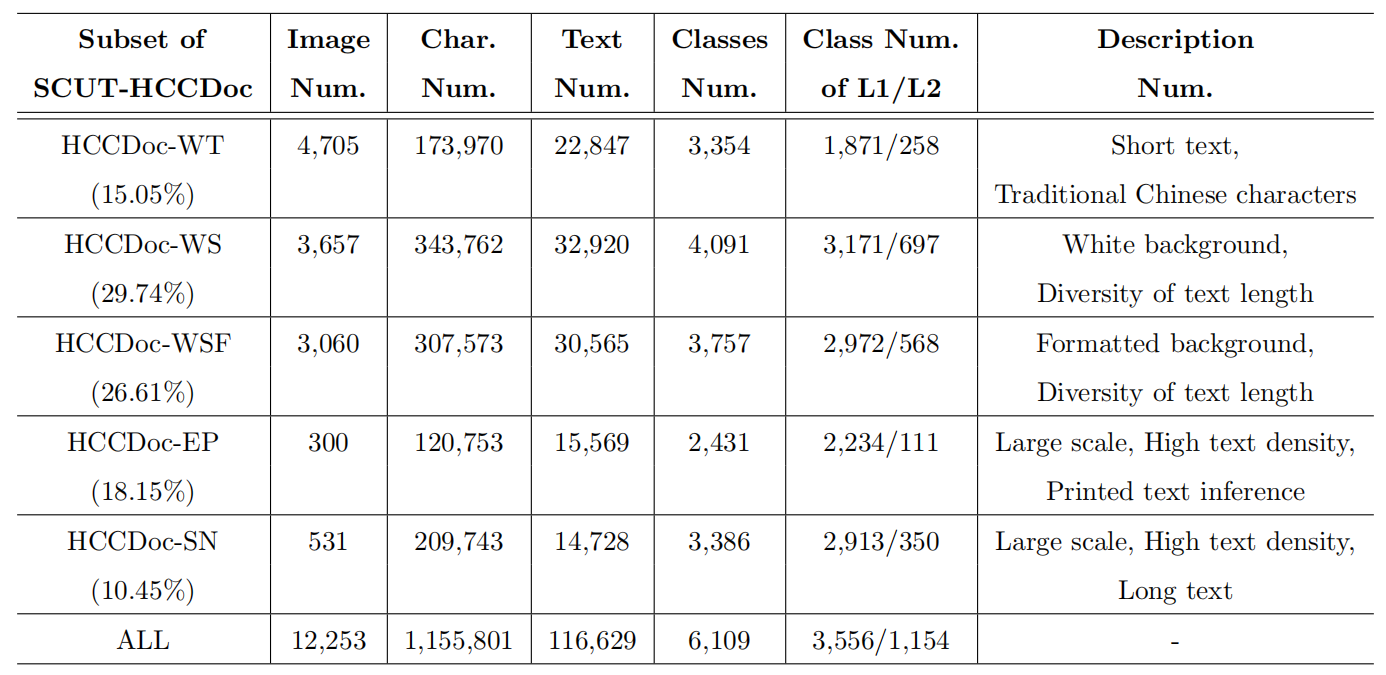 Subset of Image Char. Text Classes Class Num. Description
SCUT-HCCDoc Num. Num. Num. Num. of L1/L2 Num.
HCCDoc-WT 4,705 173,970 22,847 3,354 1,871/258 Short text,
(15.05%) Traditional Chinese characters
HCCDoc-WS 3,657 343,762 32,920 4,091 3,171/697 White background,
(29.74%) Diversity of text length
HCCDoc-WSF 3,060 307,573 30,565 3,757 2,972/568 Formatted background,
(26.61%) Diversity of text length
HCCDoc-EP 300 120,753 15,569 2,431 2,234/111 Large scale, High text density,
(18.15%) Printed text inference
HCCDoc-SN 531 209,743 14,728 3,386 2,913/350 Large scale, High text density,
(10.45%) Long text
ALL 12,253 1,155,801 116,629 6,109 3,556/1,154 -